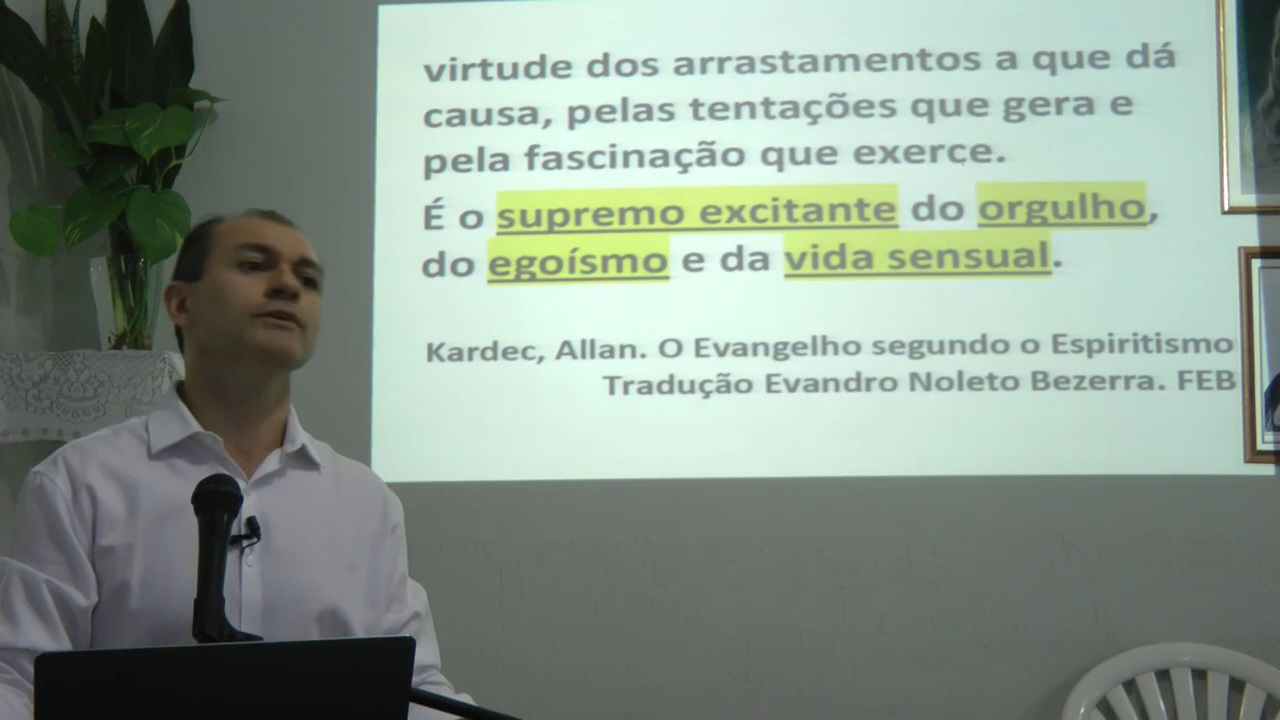 virtude dos arrastamentos a que dá
causa, pelas tentações que gera e
pela fascinação que exerce.
É o supremo excitante do orgulho,
do egoísmo e da vida sensual.
Kardec, Allan. O Evangelho segundo o Espiritismo
Tradução Evandro Noleto Bezerra. FEB